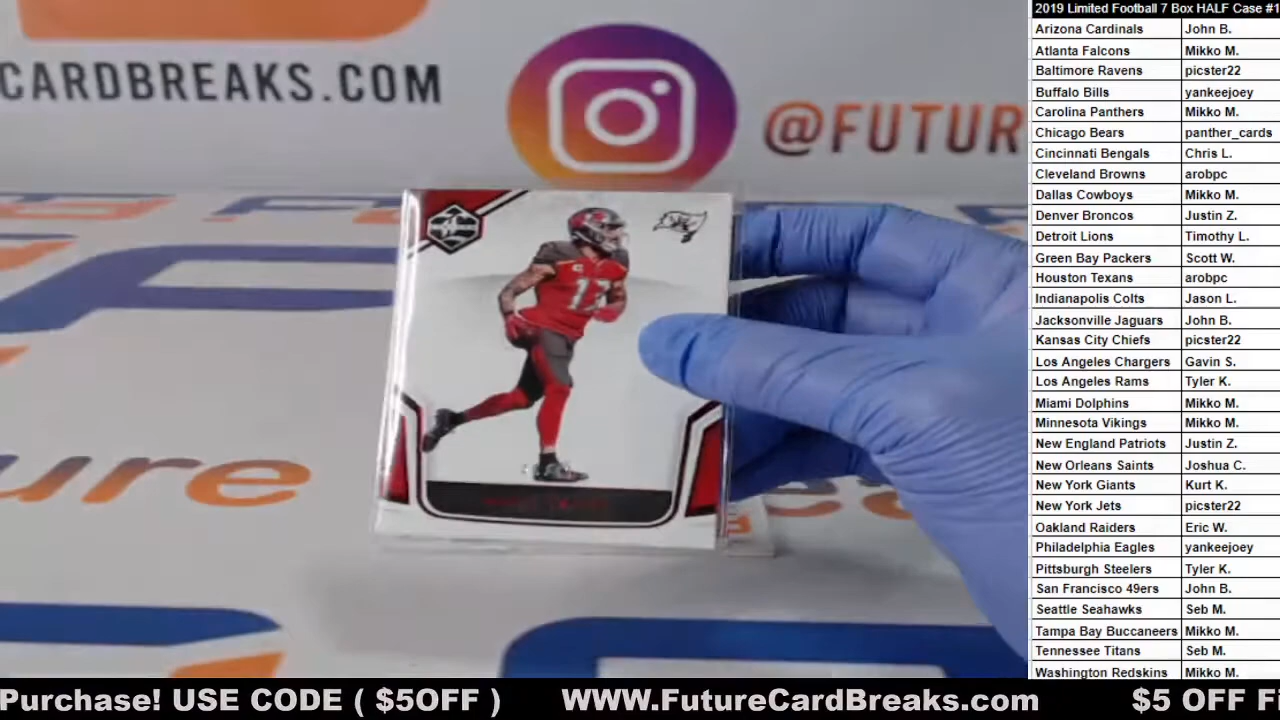 CARDBREAKS.COM
@FUTUR
ure
13
2019 Limited Football 7 Box HALF Case #1
Arizona Cardinals John B.
Atlanta Falcons Mikko M.
Baltimore Ravens picster22
Buffalo Bills yankeejoey
Carolina Panthers Mikko M.
Chicago Bears panther_cards
Cincinnati Bengals Chris L.
Cleveland Browns arobpc
Dallas Cowboys Mikko M.
Denver Broncos Justin Z.
Detroit Lions Timothy L.
Green Bay Packers Scott W.
Houston Texans arobpc
Indianapolis Colts Jason L.
Jacksonville Jaguars John B.
Kansas City Chiefs picster22
Los Angeles Chargers Gavin S.
Los Angeles Rams Tyler K.
Miami Dolphins Mikko M.
Minnesota Vikings Mikko M.
New England Patriots Justin Z.
New Orleans Saints Joshua C.
New York Giants Kurt K.
New York Jets picster22
Oakland Raiders Eric W.
Philadelphia Eagles yankeejoey
Pittsburgh Steelers Tyler K.
San Francisco 49ers John B.
Seattle Seahawks Seb M.
Tampa Bay Buccaneers Mikko M.
Tennessee Titans Seb M.
Washington Redskins Mikko M.
Purchase! USE CODE ( $5OFF ) WWW.FutureCardBreaks.com $5 OFF Fi